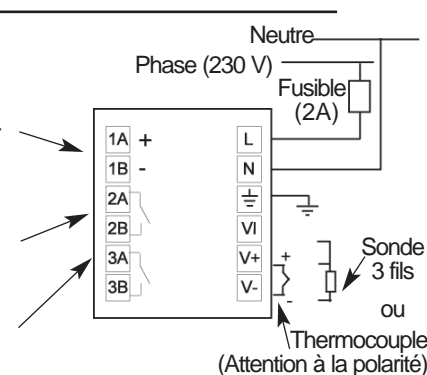 Neutre
Phase (230 V)
Fusible
(2A)
1A + L
1B - N
2A
2B VI
3A V+ +
3B V- -
Sonde
3 fils
ou
Thermocouple
(Attention à la polarité)